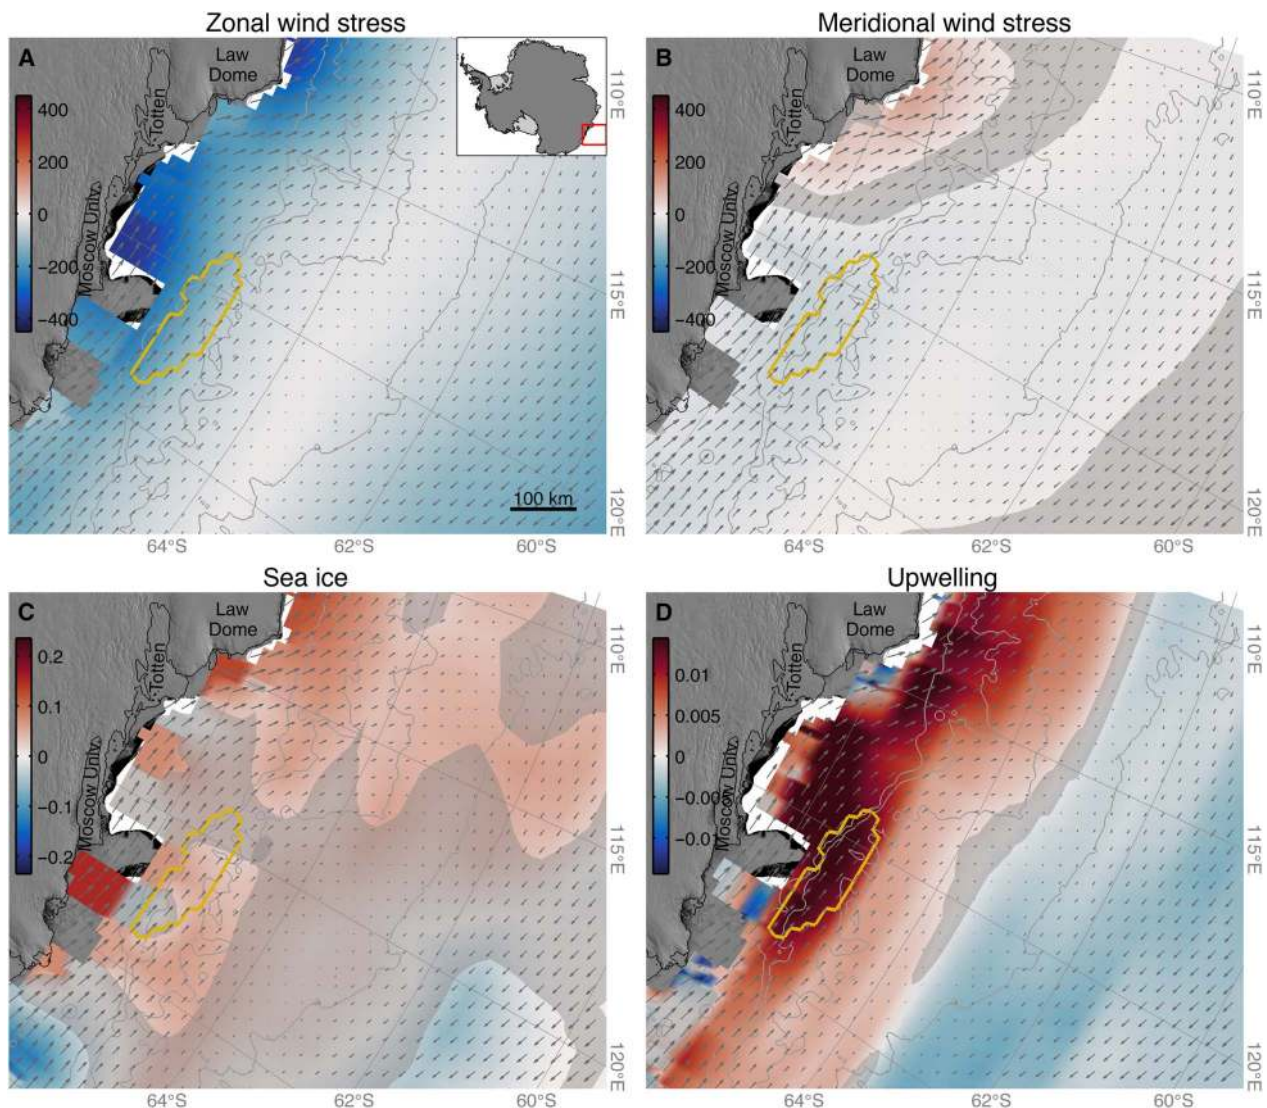 Zonal wind stress
A
Law
Dome
Totten
Moscow Univ.
400
200
0
−200
−400
100 km
110°E
115°E
120°E
64°S
62°S
60°S
Meridional wind stress
B
Law
Dome
Totten
Moscow Univ.
400
200
0
−200
−400
110°E
115°E
120°E
64°S
62°S
60°S
Sea ice
C
Law
Dome
Totten
Moscow Univ.
0.2
0.1
0
−0.1
−0.2
110°E
115°E
120°E
64°S
62°S
60°S
Upwelling
D
Law
Dome
Totten
Moscow Univ.
0.01
0.005
0
−0.005
−0.01
110°E
115°E
120°E
64°S
62°S
60°S